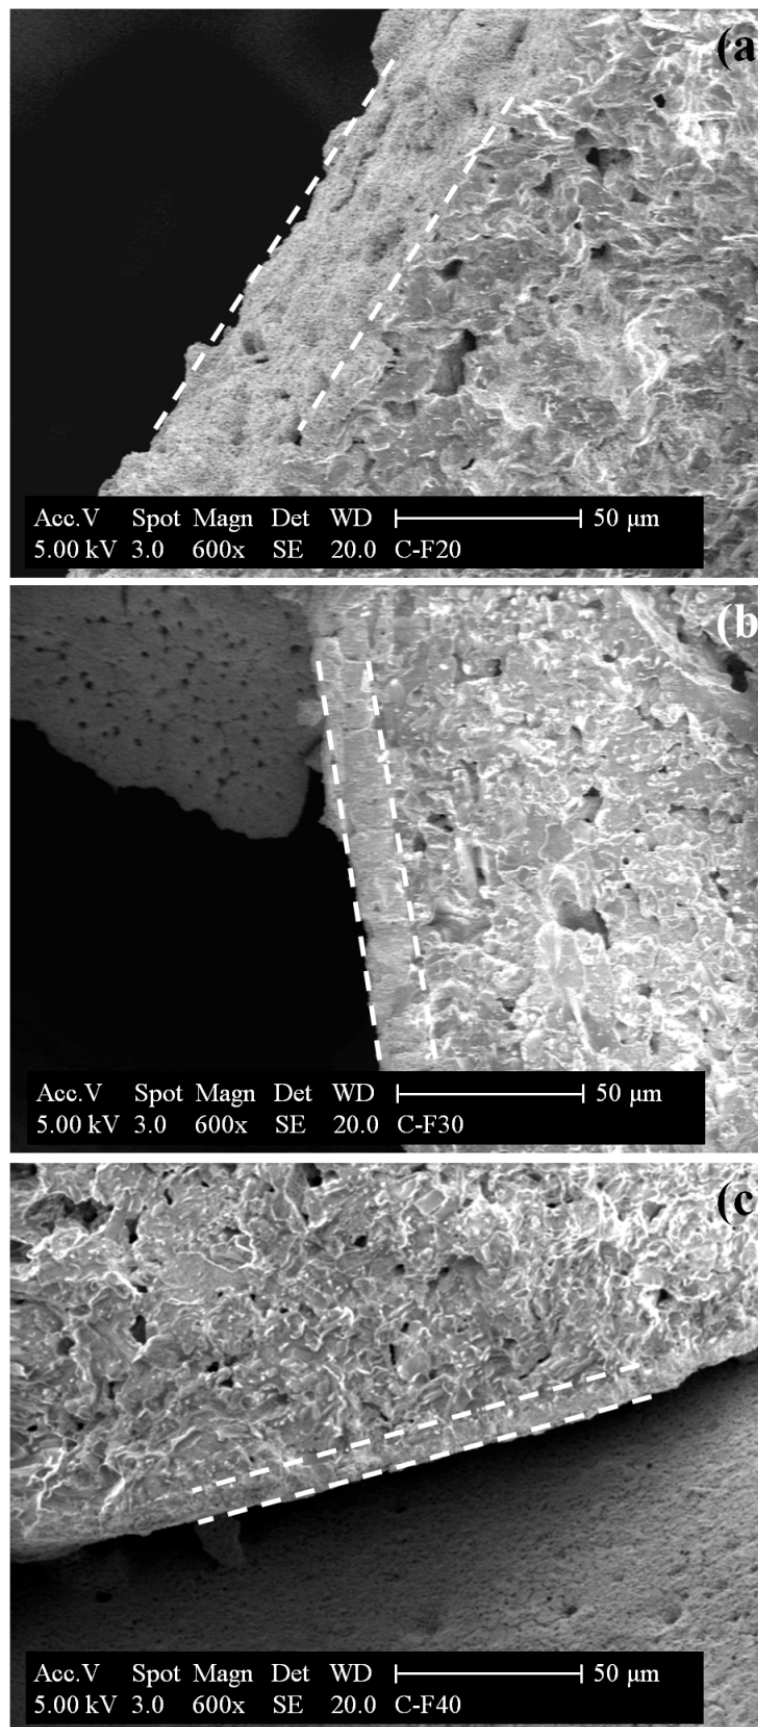 (a
Acc.V Spot Magn Det WD 50 μm
5.00 kV 3.0 600x SE 20.0 C-F20
(b
Acc.V Spot Magn Det WD 50 μm
5.00 kV 3.0 600x SE 20.0 C-F30
(c
Acc.V Spot Magn Det WD 50 μm
5.00 kV 3.0 600x SE 20.0 C-F40